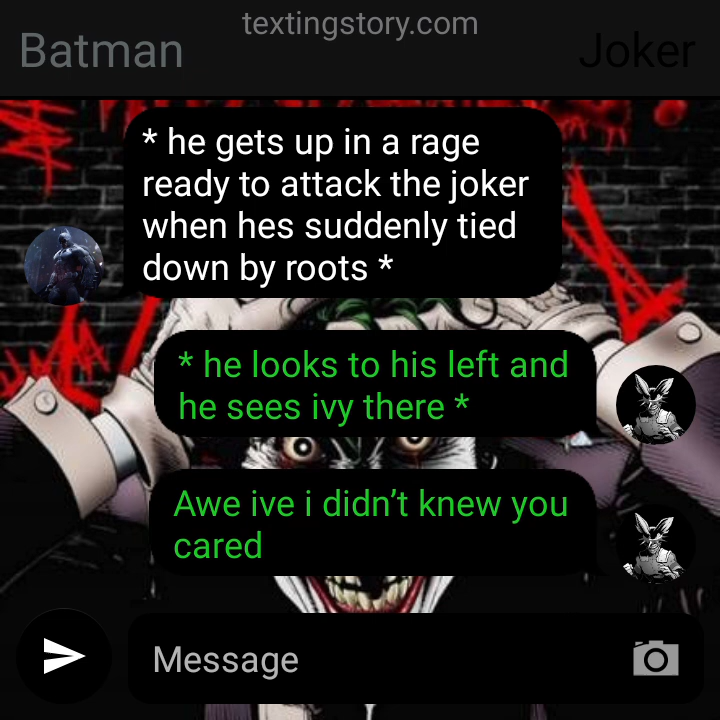 textingstory.com
Batman
Joker
* he gets up in a rage
ready to attack the joker
when hes suddenly tied
down by roots *
* he looks to his left and
he sees ivy there *
Awe ive i didn't knew you
cared
Message